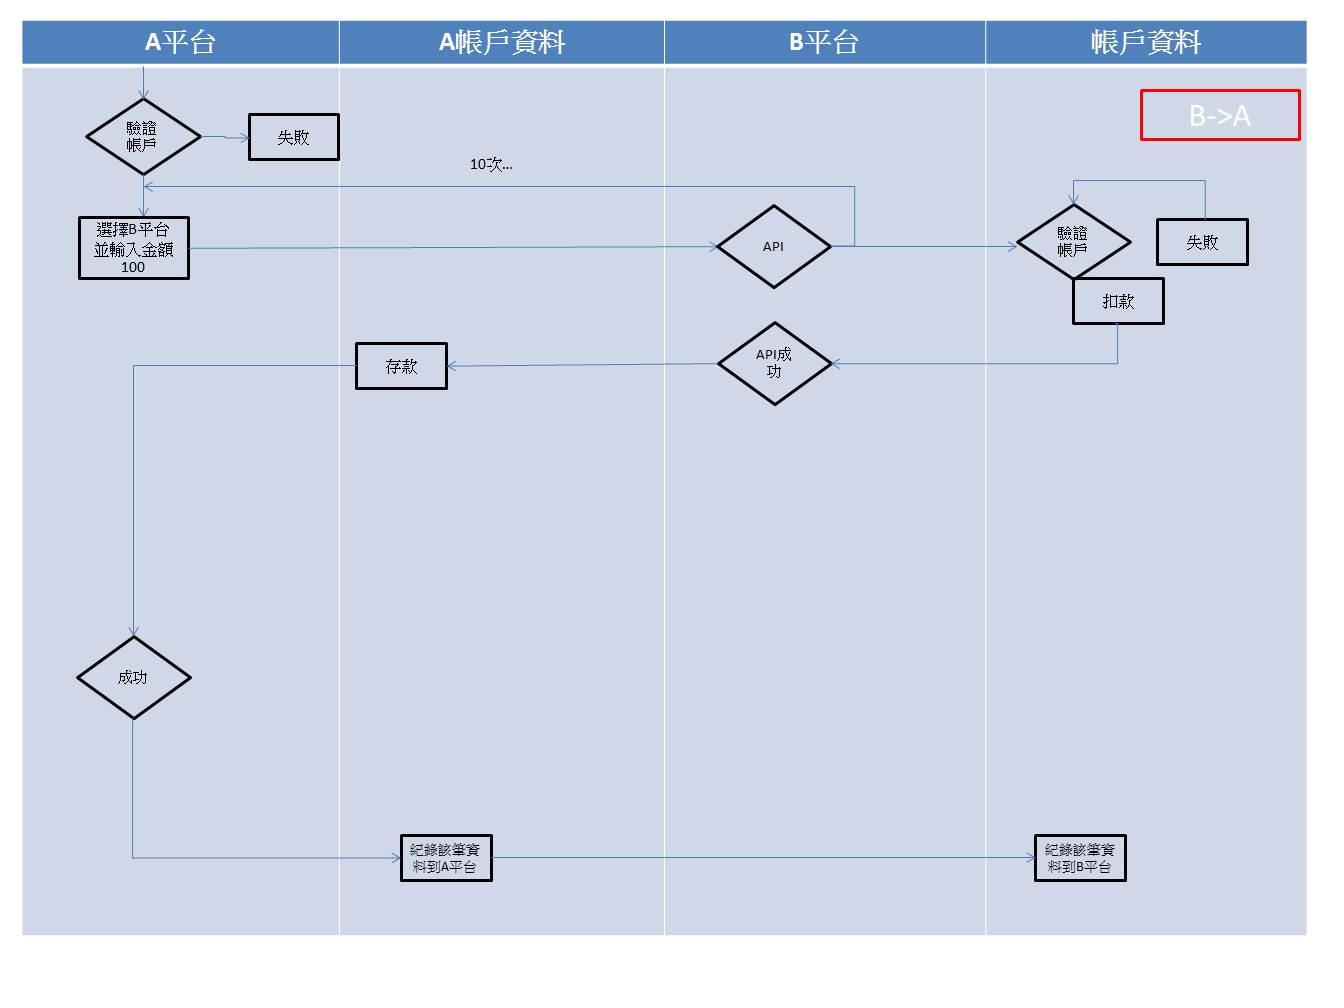 A平台
A帳戶資料
B平台
帳戶資料
B->A
驗證
帳戶
失敗
10次...
選擇B平台
並輸入金額
100
API
驗證
帳戶
失敗
扣款
存款
API成
功
成功
紀錄該筆資
料到A平台
紀錄該筆資
料到B平台